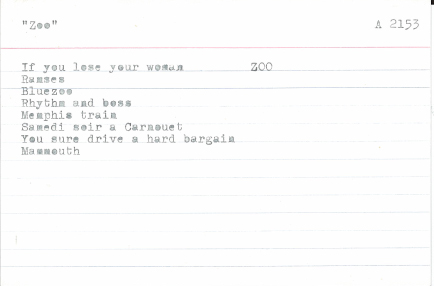 "Zoo" A 2153
If you lose your woman ZOO
Ramses
Bluezoo
Rhythm and boss
Memphis train
Samedi soir a Carnouet
You sure drive a hard bargain
Mammouth